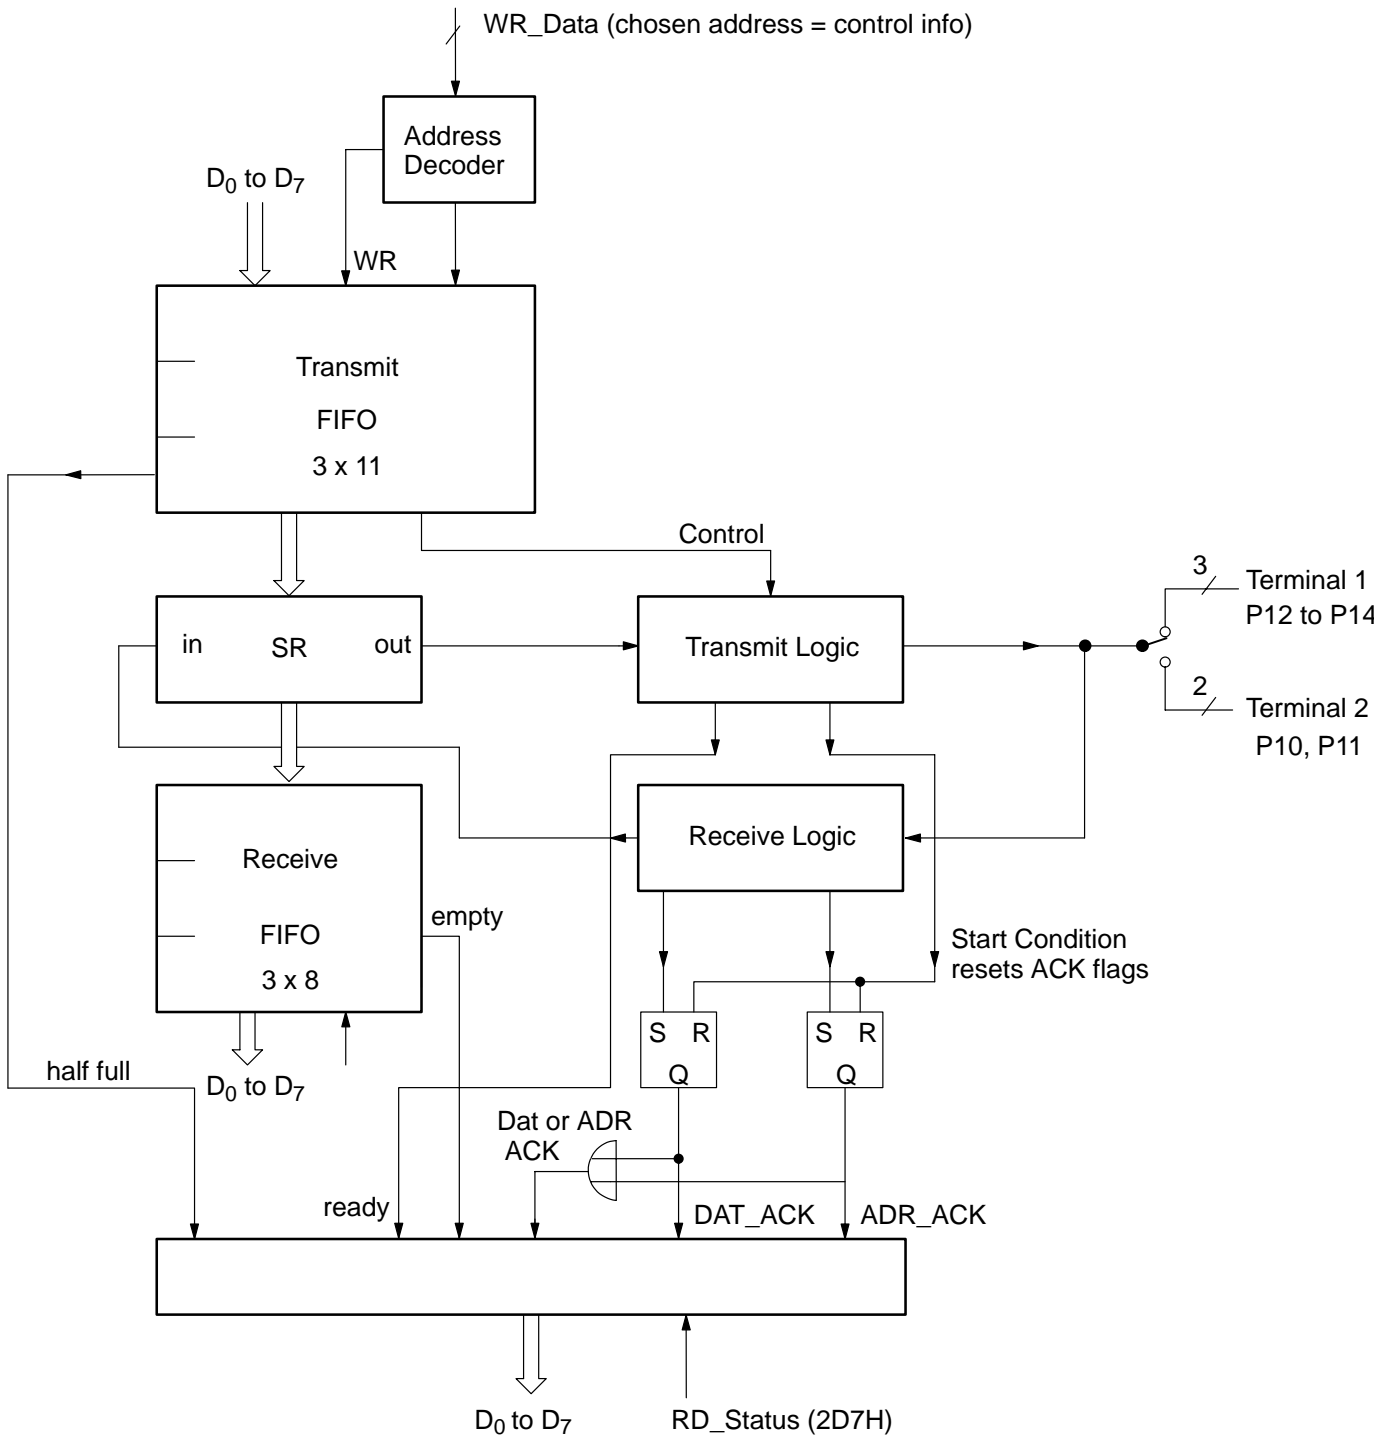 WR_Data (chosen address = control info)
Address
Decoder
D0 to D7
WR
Transmit
FIFO
3 x 11
Control
3
Terminal 1
P12 to P14
in
SR
out
Transmit Logic
2
Terminal 2
P10, P11
Receive Logic
Receive
empty
FIFO
3 x 8
Start Condition
resets ACK flags
S R
Q
S R
Q
half full
D0 to D7
Dat or ADR
ACK
ready
DAT_ACK
ADR_ACK
D0 to D7
RD_Status (2D7H)